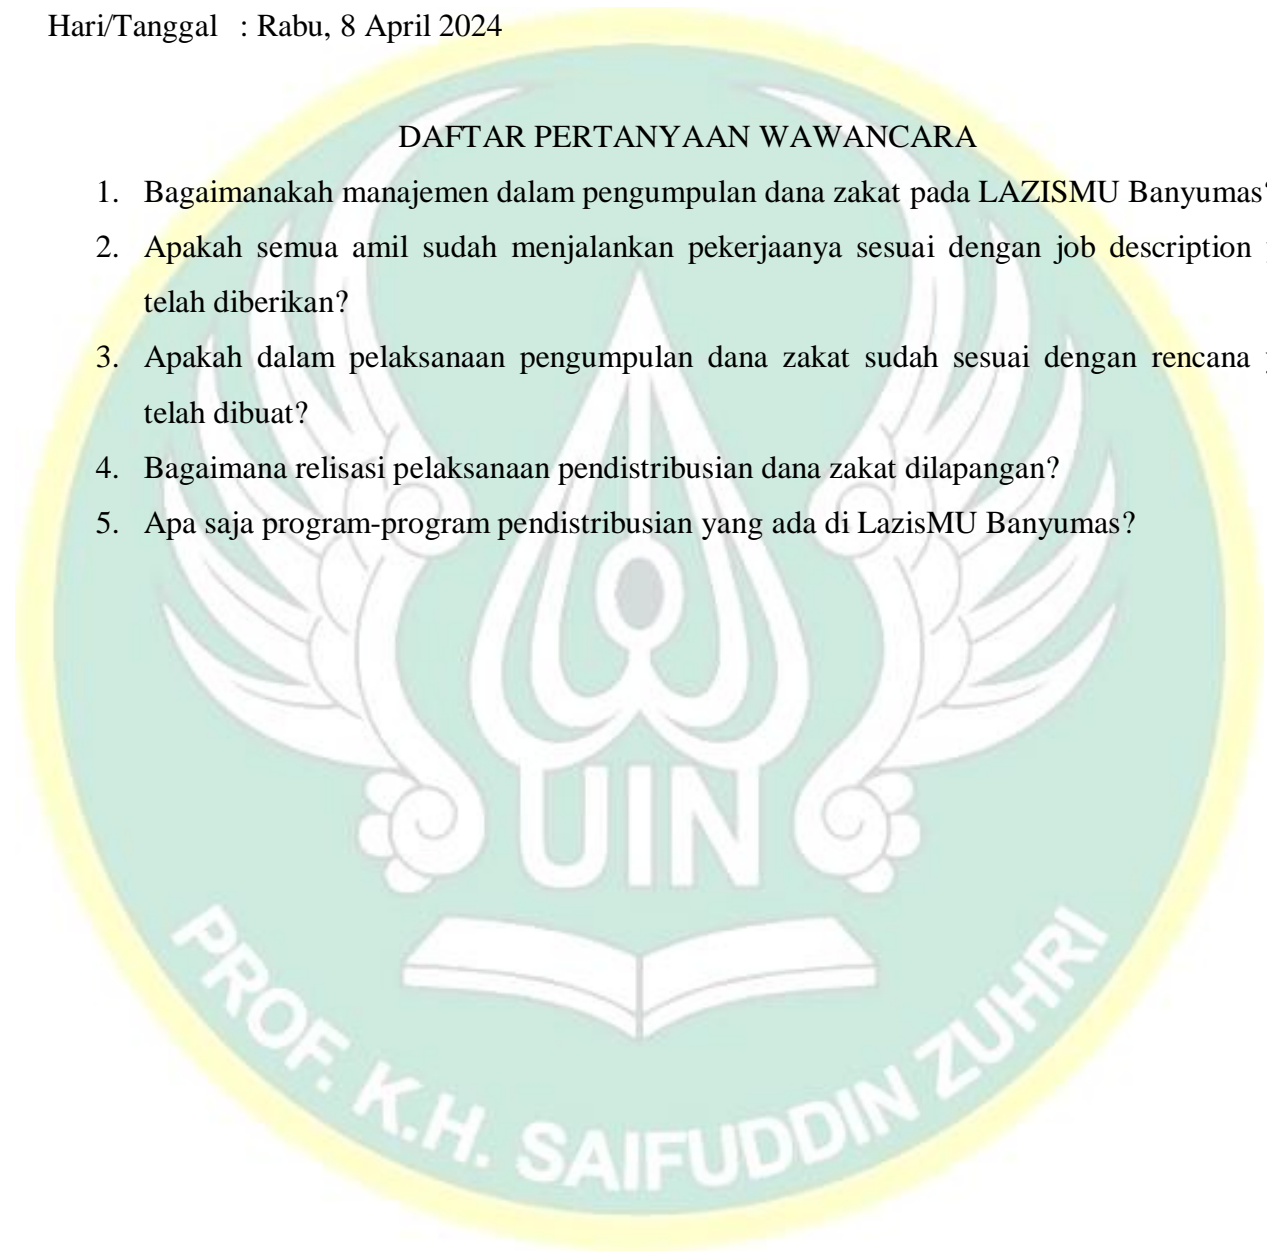 Hari/Tanggal : Rabu, 8 April 2024
DAFTAR PERTANYAAN WAWANCARA
1. Bagaimanakah manajemen dalam pengumpulan dana zakat pada LAZISMU Banyumas?
2. Apakah semua amil sudah menjalankan pekerjaanya sesuai dengan job description
telah diberikan?
3. Apakah dalam pelaksanaan pengumpulan dana zakat sudah sesuai dengan rencana
telah dibuat?
4. Bagaimana relisasi pelaksanaan pendistribusian dana zakat dilapangan?
5. Apa saja program-program pendistribusian yang ada di LazisMU Banyumas?
UIN
PROF. K.H. SAIFUDDIN ZUHRI